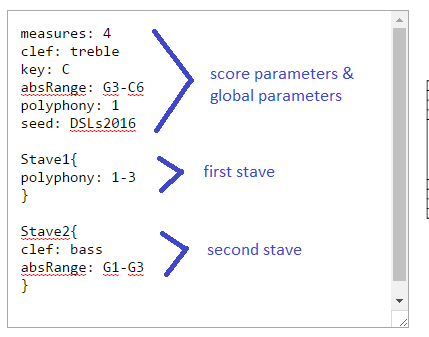 measures: 4
clef: treble
key: C
absRange: G3-C6
polyphony: 1
seed: DSLs2016
score parameters &
global parameters
Stave1{
polyphony: 1-3
}
first stave
Stave2{
clef: bass
absRange: G1-G3
}
second stave